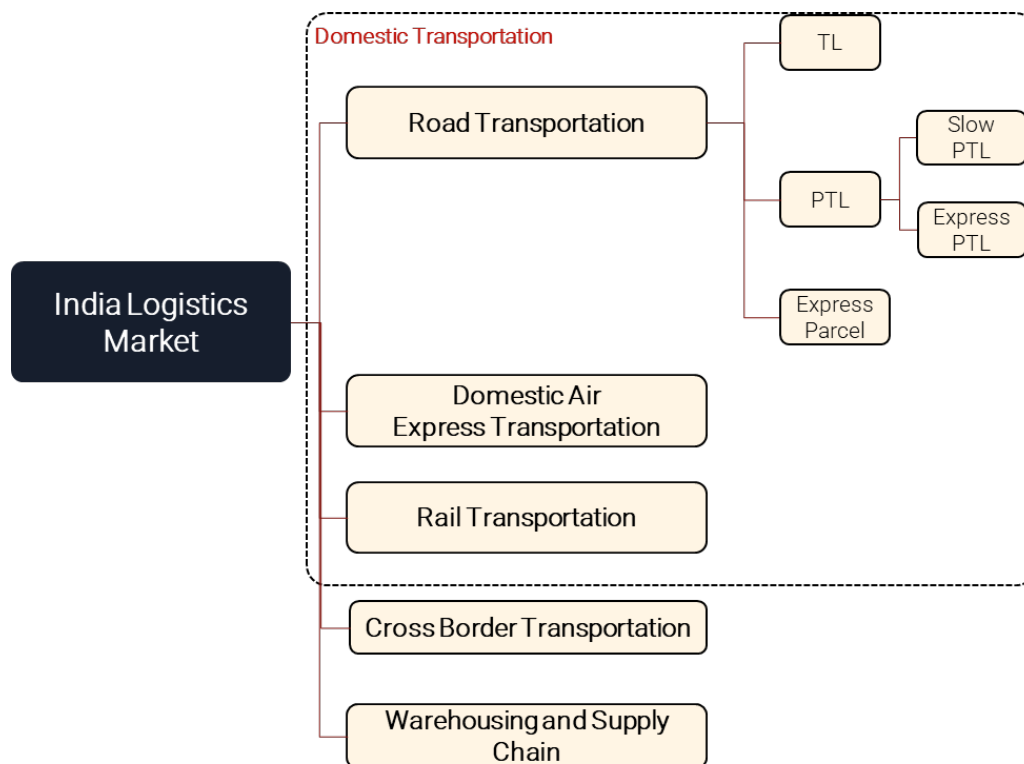 Domestic Transportation
TL
Road Transportation
Slow
PTL
PTL
Express
PTL
India Logistics
Market
Express
Parcel
Domestic Air
Express Transportation
Rail Transportation
Cross Border Transportation
Warehousing and Supply
Chain